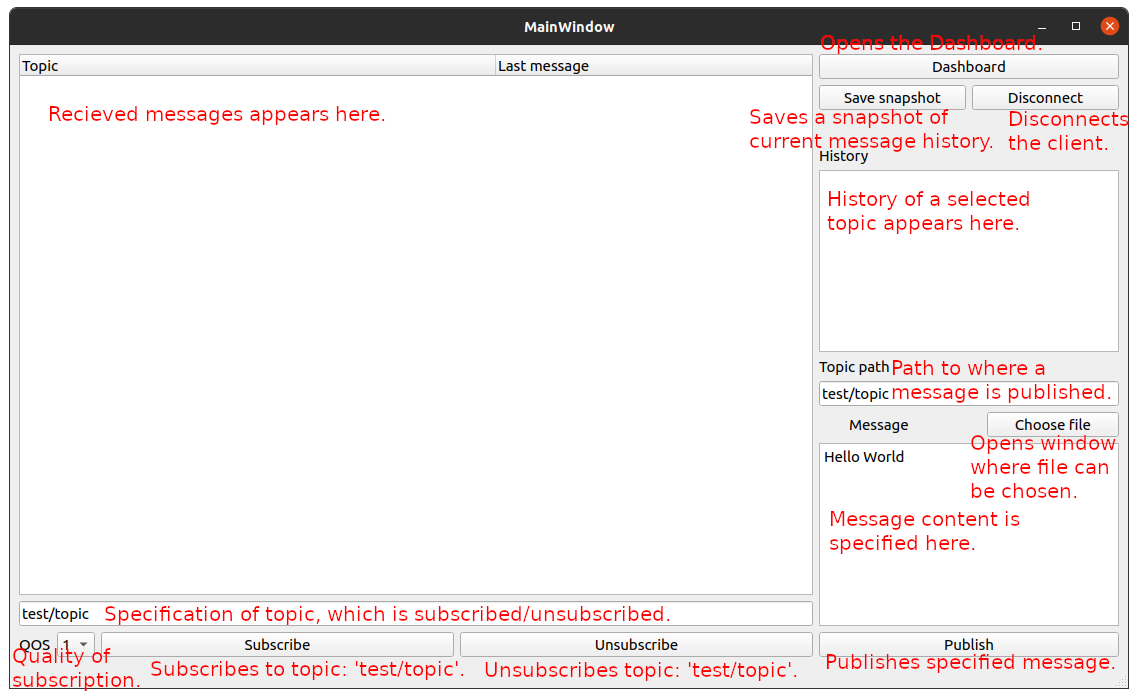 MainWindow
Opens the Dashboard.
Topic
Last message
Dashboard
Recieved messages appears here.
Save snapshot
Disconnect
Saves a snapshot of
current message history.
Disconnects
the client.
History
History of a selected
topic appears here.
Topic path
Path to where a
message is published.
test/topic
Message
Choose file
Opens window
where file can
be chosen.
Hello World
Message content is
specified here.
test/topic
Specification of topic, which is subscribed/unsubscribed.
QOS
1
Subscribe
Unsubscribe
Publish
Quality of
subscription.
Subscribes to topic: 'test/topic'.
Unsubscribes topic: 'test/topic'.
Publishes specified message.